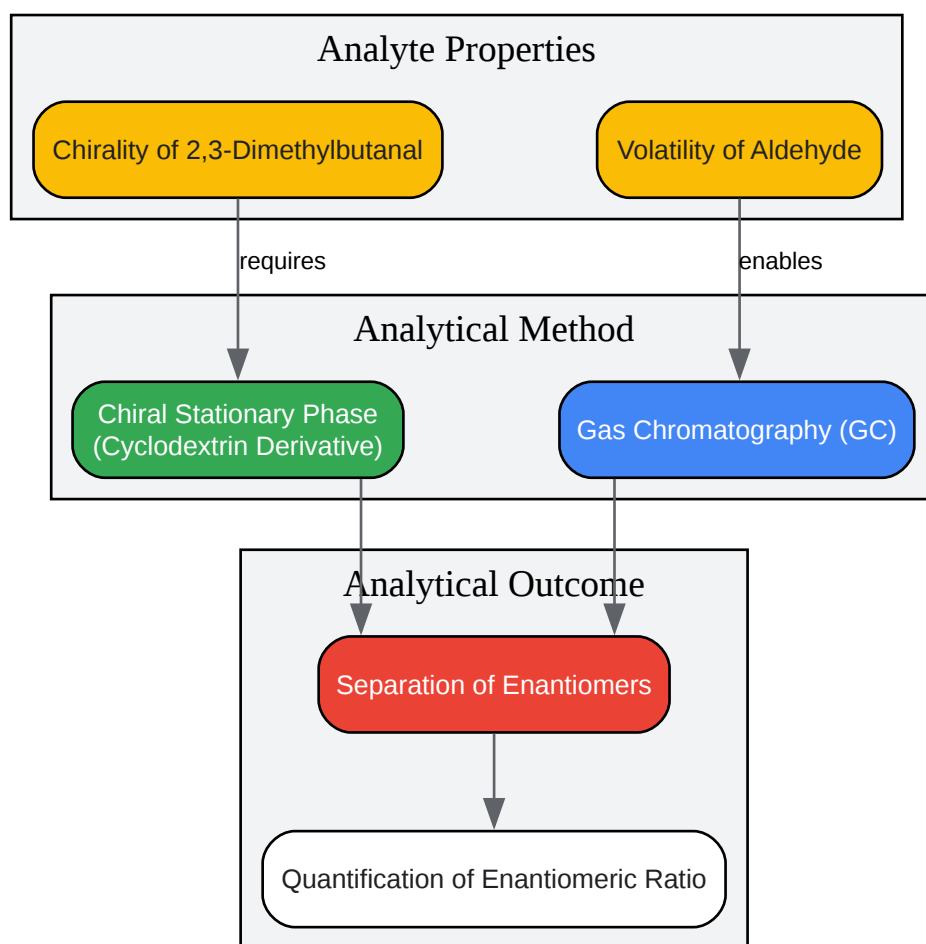 Analyte Properties
Chirality of 2,3-Dimethylbutanal
Volatility of Aldehyde
requires
enables
Analytical Method
Chiral Stationary Phase
(Cyclodextrin Derivative)
Gas Chromatography (GC)
Analytical Outcome
Separation of Enantiomers
Quantification of Enantiomeric Ratio